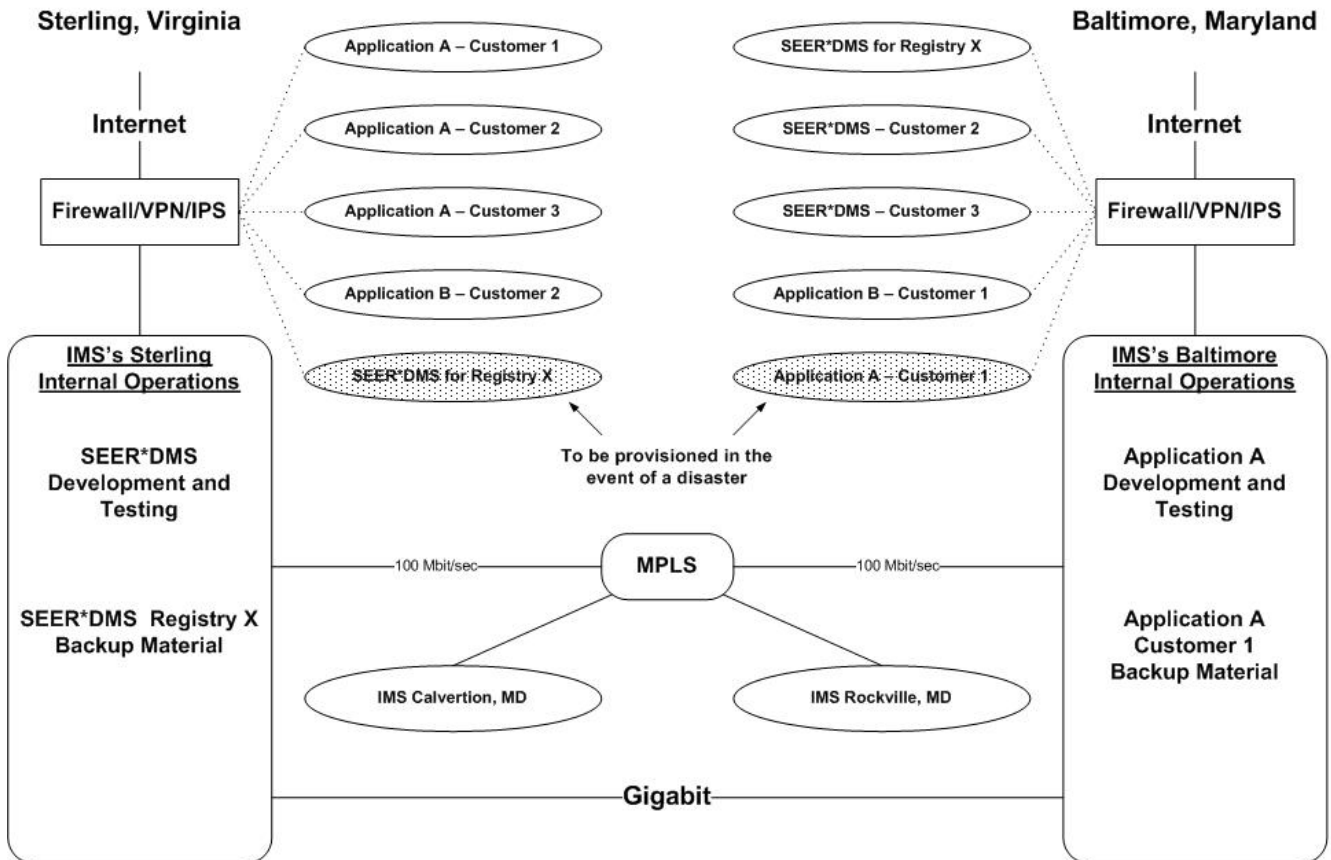 Sterling, Virginia
Internet
Firewall/VPN/IPS
Application A – Customer 1
Application A – Customer 2
Application A – Customer 3
Application B – Customer 2
SEER*DMS for Registry X
Baltimore, Maryland
Internet
Firewall/VPN/IPS
SEER*DMS for Registry X
SEER*DMS – Customer 2
SEER*DMS – Customer 3
Application B – Customer 1
Application A – Customer 1
To be provisioned in the
event of a disaster
IMS's Sterling
Internal Operations
SEER*DMS
Development and
Testing
SEER*DMS Registry X
Backup Material
IMS's Baltimore
Internal Operations
Application A
Development and
Testing
Application A
Customer 1
Backup Material
100 Mbit/sec
MPLS
100 Mbit/sec
IMS Calvertion, MD
IMS Rockville, MD
Gigabit